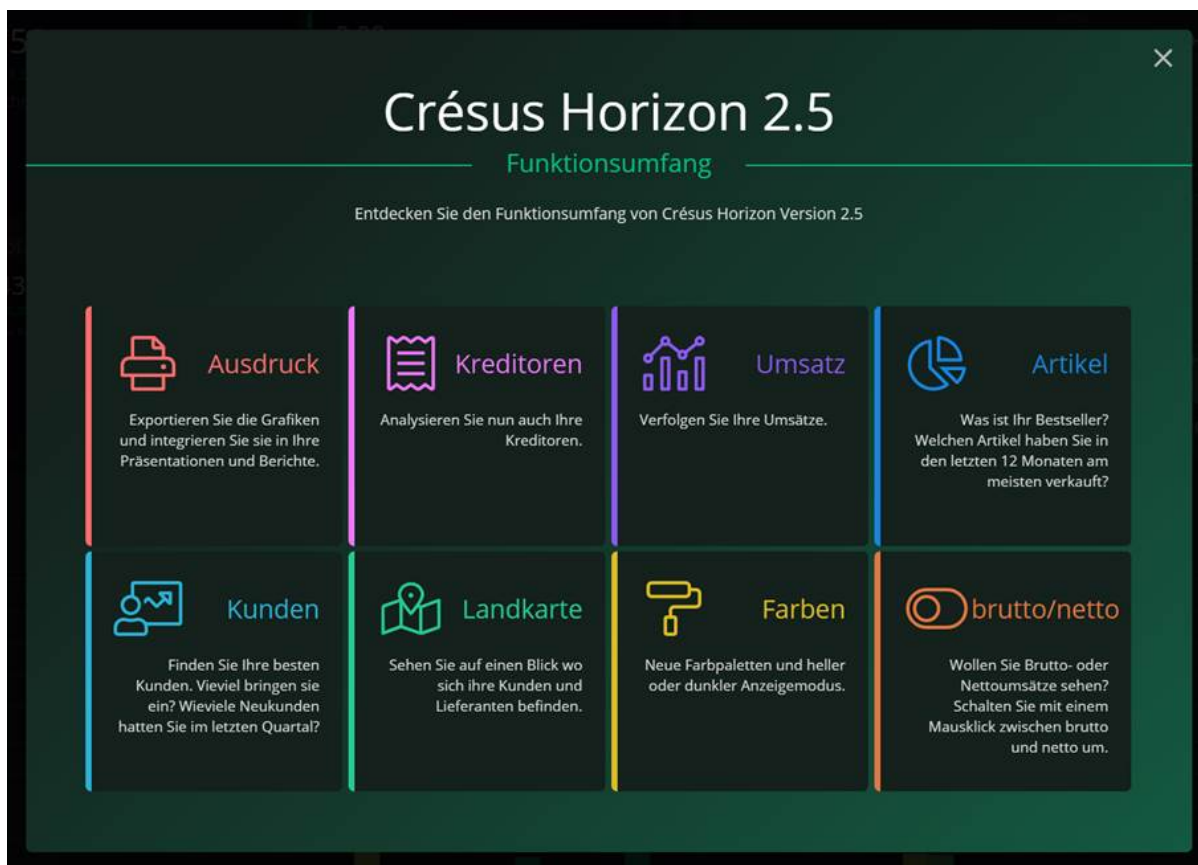 Crésus Horizon 2.5
Funktionsumfang
Entdecken Sie den Funktionsumfang von Crésus Horizon Version 2.5
Ausdruck
Exportieren Sie die Grafiken
und integrieren Sie sie in Ihre
Präsentationen und Berichte.
Kreditoren
Analysieren Sie nun auch Ihre
Kreditoren.
Umsatz
Verfolgen Sie Ihre Umsätze.
Artikel
Was ist Ihr Bestseller?
Welchen Artikel haben Sie in
den letzten 12 Monaten am
meisten verkauft?
Kunden
Finden Sie Ihre besten
Kunden. Vieviel bringen sie
ein? Wieviele Neukunden
hatten Sie im letzten Quartal?
Landkarte
Sehen Sie auf einen Blick wo
sich ihre Kunden und
Lieferanten befinden.
Farben
Neue Farbpaletten und heller
oder dunkler Anzeigemodus.
brutto/netto
Wollen Sie Brutto- oder
Nettoumsätze sehen?
Schalten Sie mit einem
Mausklick zwischen brutto
und netto um.